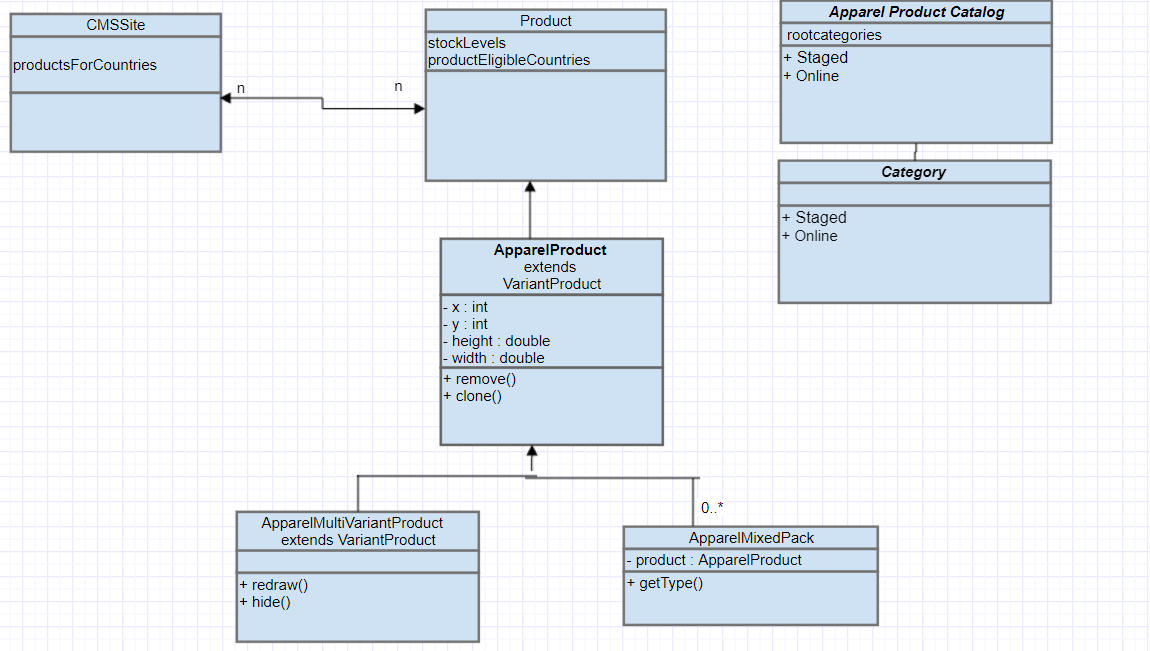 CMSSite
productsForCountries
n
n
Product
stockLevels
productEligibleCountries
Apparel Product Catalog
rootcategories
+ Staged
+ Online
Category
+ Staged
+ Online
ApparelProduct
extends
VariantProduct
- x : int
- y : int
- height : double
- width : double
+ remove()
+ clone()
ApparelMultiVariantProduct
extends VariantProduct
+ redraw()
+ hide()
0..*
ApparelMixedPack
- product : ApparelProduct
+ getType()